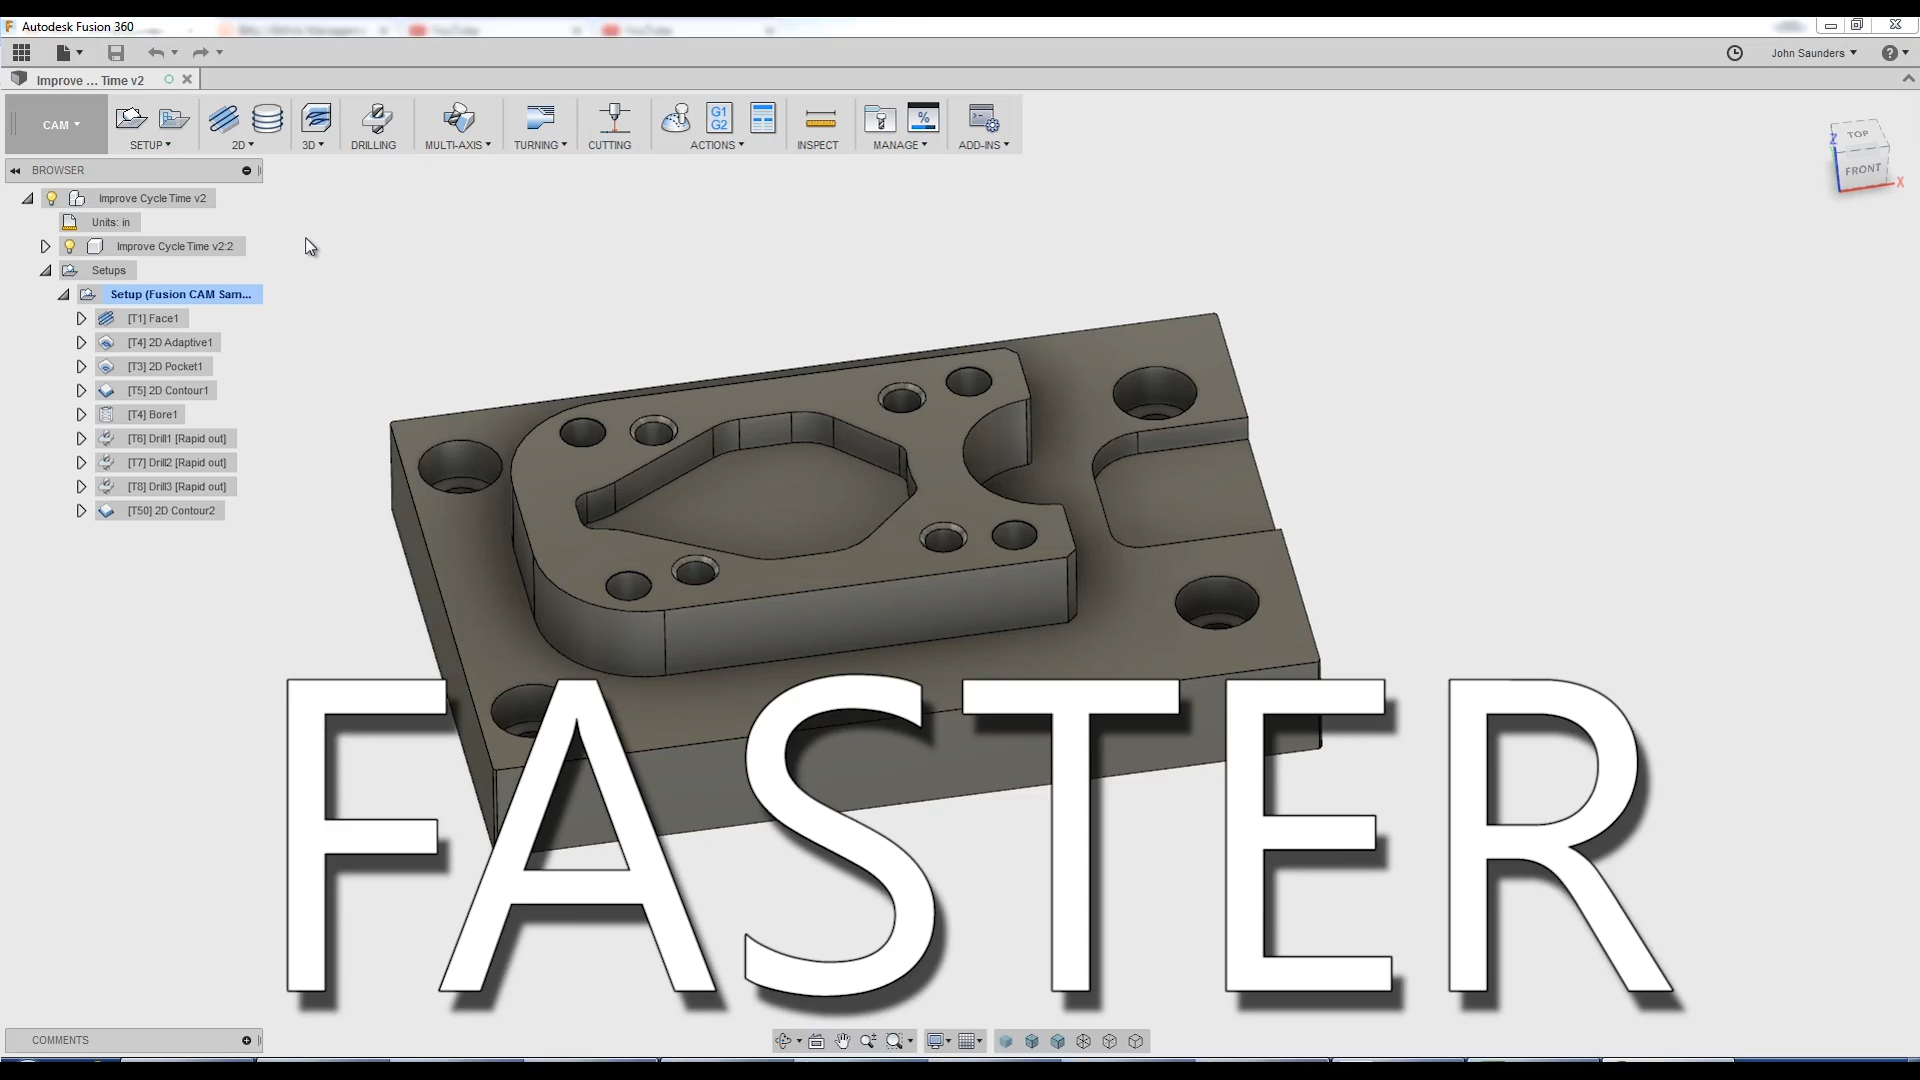 Autodesk Fusion 360
John Saunders
Improve ... Time v2
CAM
G1
G2
%
SETUP
2D
3D
DRILLING
MULTI-AXIS
TURNING
CUTTING
ACTIONS
INSPECT
MANAGE
ADD-INS
TOP
FRONT
Z
X
BROWSER
Improve Cycle Time v2
Units: in
Improve Cycle Time v2:2
Setups
Setup (Fusion CAM Sam...
[T1] Face1
[T4] 2D Adaptive1
[T3] 2D Pocket1
[T5] 2D Contour1
[T4] Bore1
[T6] Drill1 [Rapid out]
[T7] Drill2 [Rapid out]
[T8] Drill3 [Rapid out]
[T50] 2D Contour2
FASTER
COMMENTS